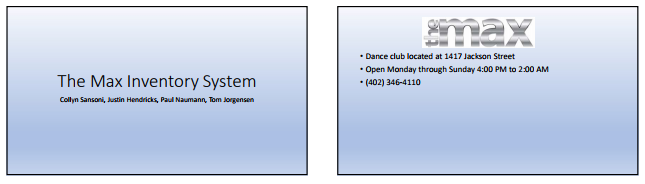 The Max Inventory System
Collyn Sansoni, Justin Hendricks, Paul Naumann, Tom Jorgensen
the max
• Dance club located at 1417 Jackson Street
• Open Monday through Sunday 4:00 PM to 2:00 AM
• (402) 346-4110